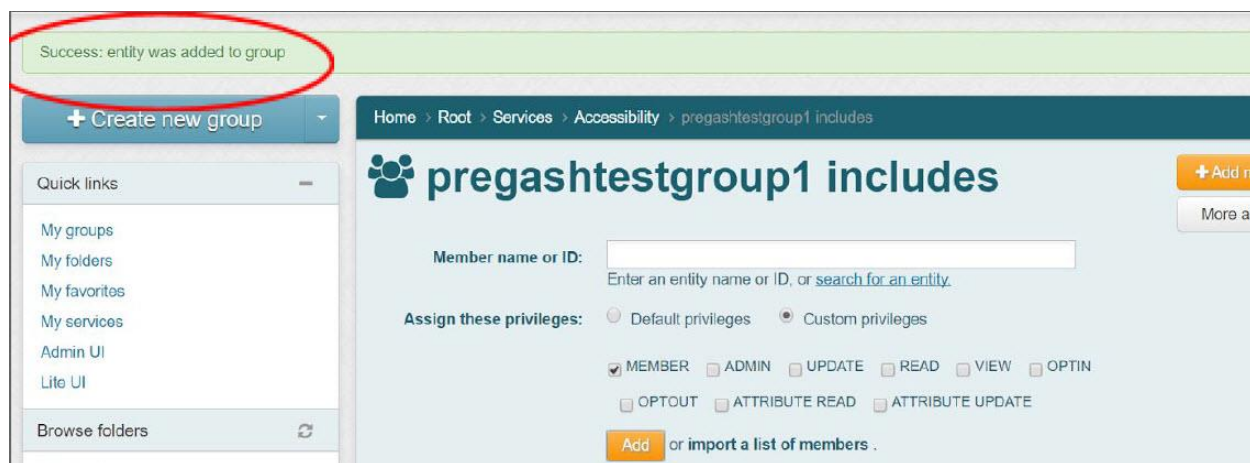 Success: entity was added to group
+ Create new group
Home > Root > Services > Accessibility > pregashtestgroup1 includes
pregashtestgroup1 includes
+Add
More
Quick links
My groups
My folders
My favorites
My services
Admin UI
Lite UI
Browse folders
Member name or ID:
Enter an entity name or ID, or search for an entity.
Assign these privileges: Default privileges Custom privileges
MEMBER ADMIN UPDATE READ VIEW OPTIN
OPTOUT ATTRIBUTE READ ATTRIBUTE UPDATE
Add or import a list of members .